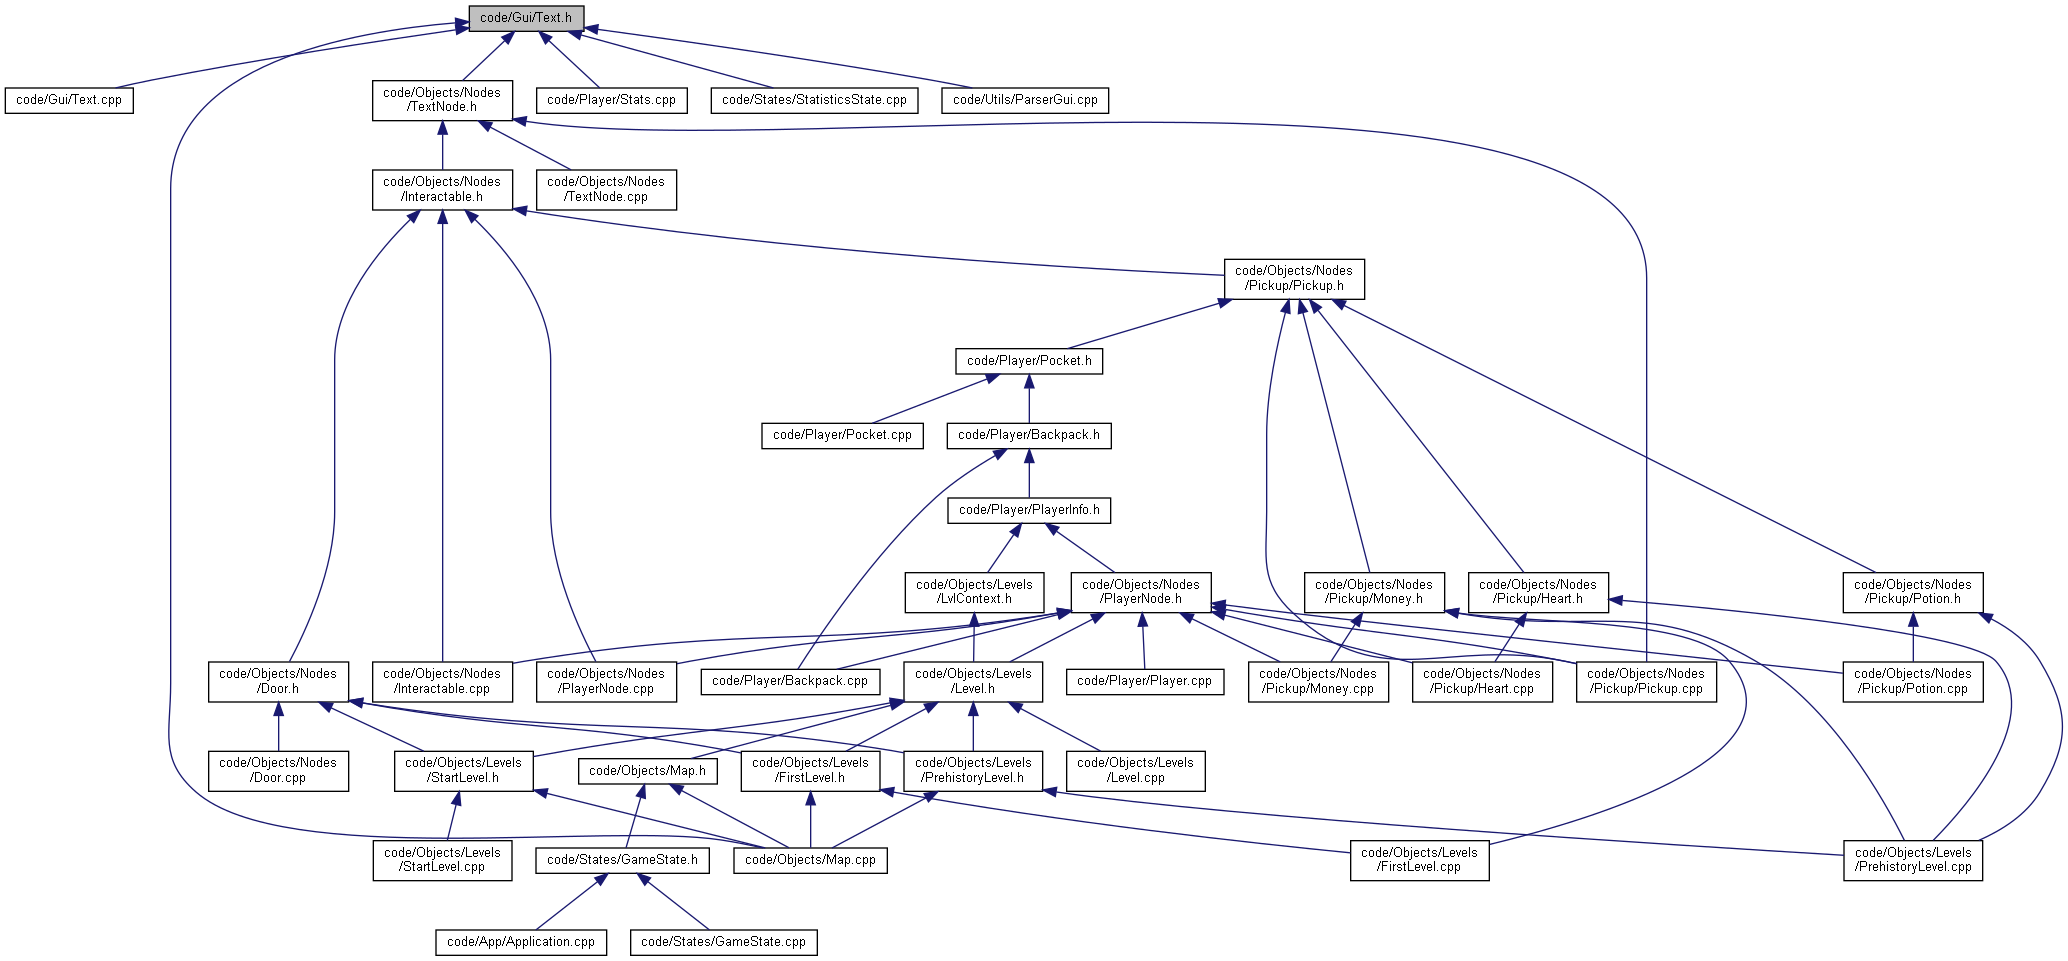 code/Gui/Text.h
code/Gui/Text.cpp
code/Objects/Nodes
/TextNode.h
code/Player/Stats.cpp
code/States/StatisticsState.cpp
code/Utils/ParserGui.cpp
code/Objects/Nodes
/Interactable.h
code/Objects/Nodes
/TextNode.cpp
code/Objects/Nodes
/Pickup/Pickup.h
code/Player/Pocket.h
code/Player/Pocket.cpp
code/Player/Backpack.h
code/Player/PlayerInfo.h
code/Objects/Levels
/LvlContext.h
code/Objects/Nodes
/PlayerNode.h
code/Objects/Nodes
/Pickup/Money.h
code/Objects/Nodes
/Pickup/Heart.h
code/Objects/Nodes
/Pickup/Potion.h
code/Objects/Nodes
/Door.h
code/Objects/Nodes
/Interactable.cpp
code/Objects/Nodes
/PlayerNode.cpp
code/Player/Backpack.cpp
code/Objects/Levels
/Level.h
code/Player/Player.cpp
code/Objects/Nodes
/Pickup/Money.cpp
code/Objects/Nodes
/Pickup/Heart.cpp
code/Objects/Nodes
/Pickup/Pickup.cpp
code/Objects/Nodes
/Pickup/Potion.cpp
code/Objects/Nodes
/Door.cpp
code/Objects/Levels
/StartLevel.h
code/Objects/Map.h
code/Objects/Levels
/FirstLevel.h
code/Objects/Levels
/PrehistoryLevel.h
code/Objects/Levels
/Level.cpp
code/Objects/Levels
/StartLevel.cpp
code/States/GameState.h
code/Objects/Map.cpp
code/Objects/Levels
/FirstLevel.cpp
code/Objects/Levels
/PrehistoryLevel.cpp
code/App/Application.cpp
code/States/GameState.cpp